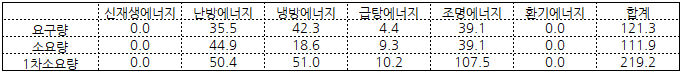 신재생에너지 난방에너지 냉방에너지 급탕에너지 조명에너지 환기에너지 합계
요구량 0.0 35.5 42.3 4.4 39.1 0.0 121.3
소요량 0.0 44.9 18.6 9.3 39.1 0.0 111.9
1차소요량 0.0 50.4 51.0 10.2 107.5 0.0 219.2